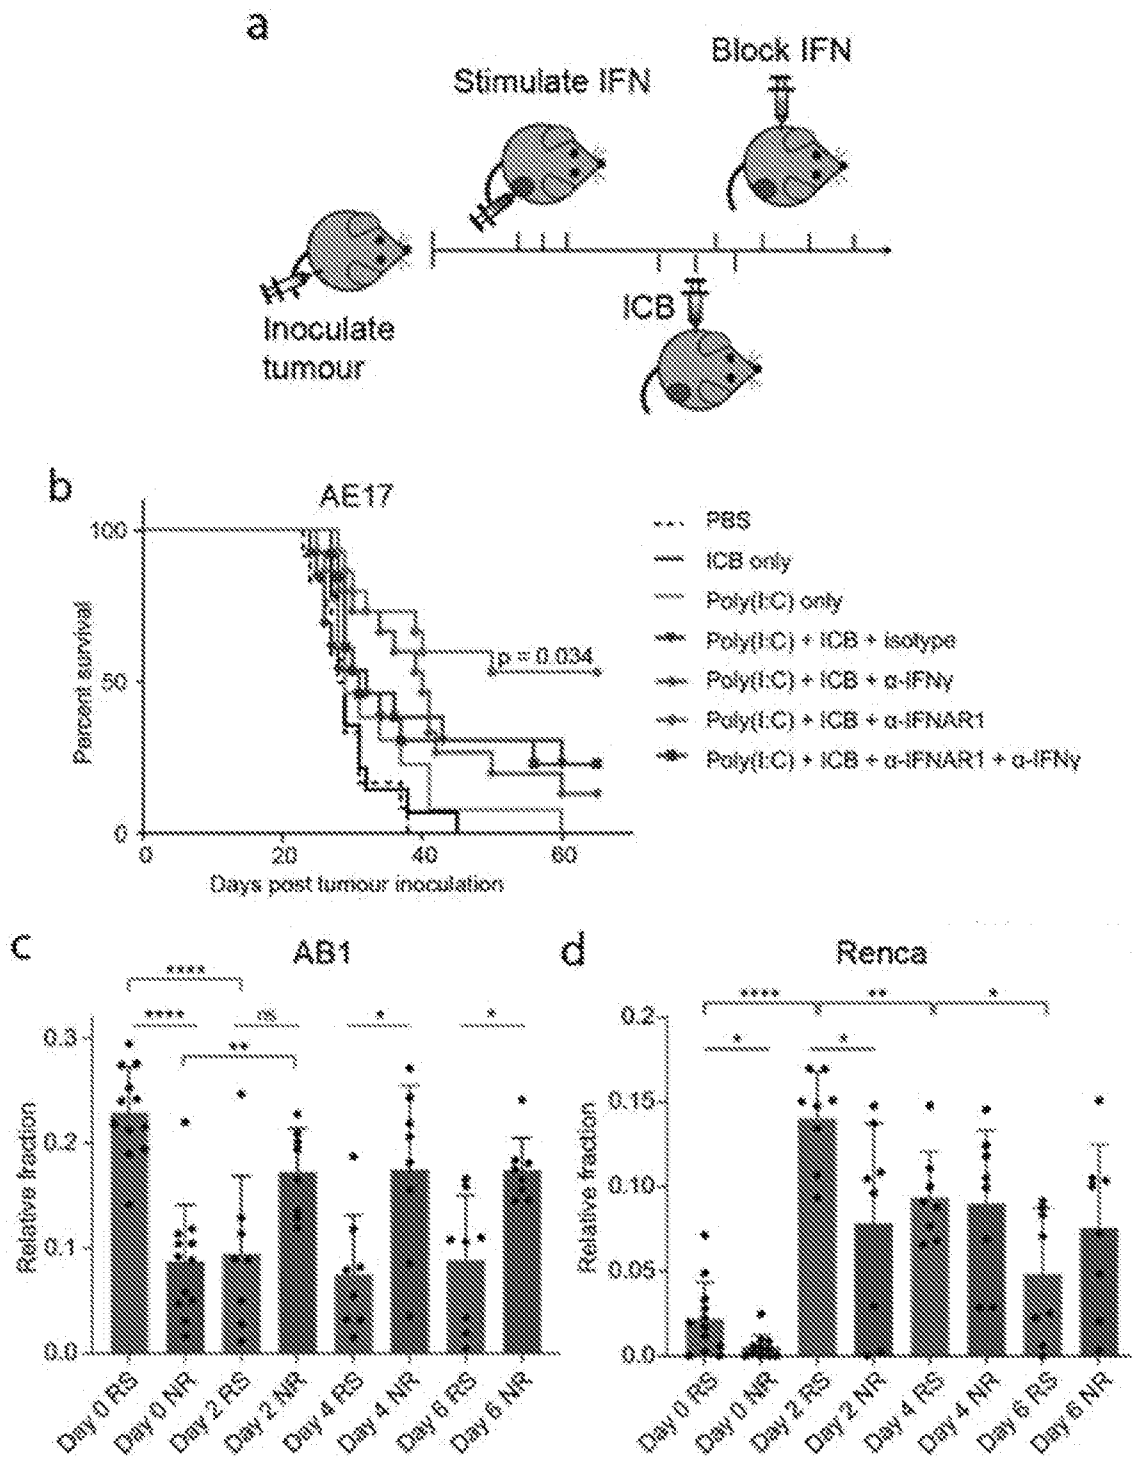 a
Stimulate IFN
Block IFN
Inoculate
tumour
ICB
b
AE17
100
50
0
Percent survival
p = 0.034
0
20
40
60
Days post tumour inoculation
PBS
ICB only
Poly(I:C) only
Poly(I:C) + ICB + isotype
Poly(I:C) + ICB + α-IFNγ
Poly(I:C) + ICB + α-IFNAR1
Poly(I:C) + ICB + α-IFNAR1 + α-IFNγ
c
AB1
****
****
ns
*
*
**
0.3
0.2
0.1
0.0
Relative fraction
Day 0 RS
Day 0 NR
Day 2 RS
Day 2 NR
Day 4 RS
Day 4 NR
Day 6 RS
Day 6 NR
d
Renca
****
**
*
*
*
0.2
0.15
0.10
0.05
0.0
Relative fraction
Day 0 RS
Day 0 NR
Day 2 RS
Day 2 NR
Day 4 RS
Day 4 NR
Day 6 RS
Day 6 NR